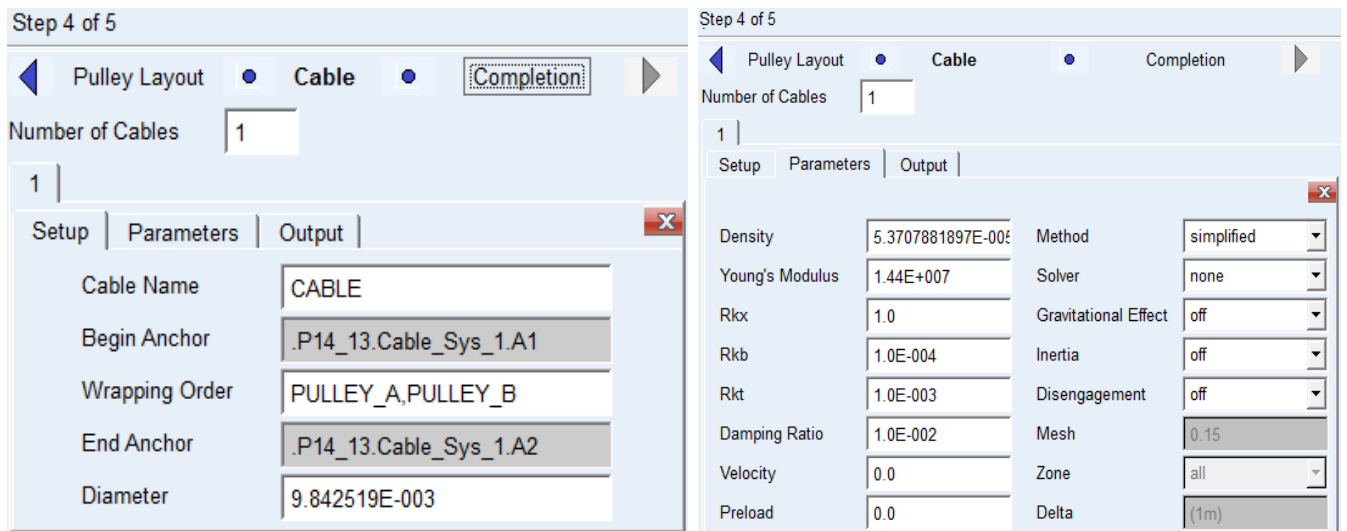 Step 4 of 5
Pulley Layout Cable Completion
Number of Cables 1
1
Setup Parameters Output
Cable Name CABLE
Begin Anchor .P14_13.Cable_Sys_1.A1
Wrapping Order PULLEY_A,PULLEY_B
End Anchor .P14_13.Cable_Sys_1.A2
Diameter 9.842519E-003
Step 4 of 5
Pulley Layout Cable Completion
Number of Cables 1
1
Setup Parameters Output
Density 5.3707881897E-005 Method simplified
Young's Modulus 1.44E+007 Solver none
Rkx 1.0 Gravitational Effect off
Rkb 1.0E-004 Inertia off
Rkt 1.0E-003 Disengagement off
Damping Ratio 1.0E-002 Mesh 0.15
Velocity 0.0 Zone all
Preload 0.0 Delta (1m)